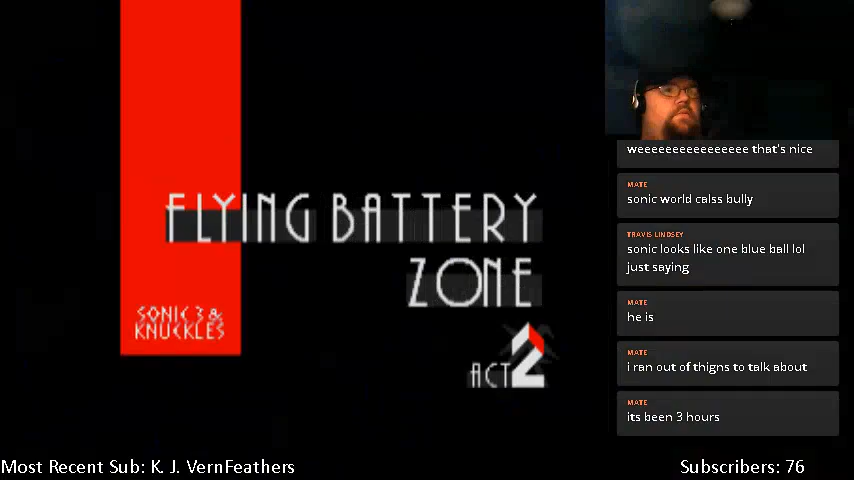 FLYING BATTERY
ZONE
SONIC 3 &
KNUCKLES
ACT 2
weeeeeeeeeeeeeee that's nice
MATE
sonic world calss bully
TRAVIS LINDSEY
sonic looks like one blue ball lol
just saying
MATE
he is
MATE
i ran out of thigns to talk about
MATE
its been 3 hours
Most Recent Sub: K. J. VernFeathers
Subscribers: 76